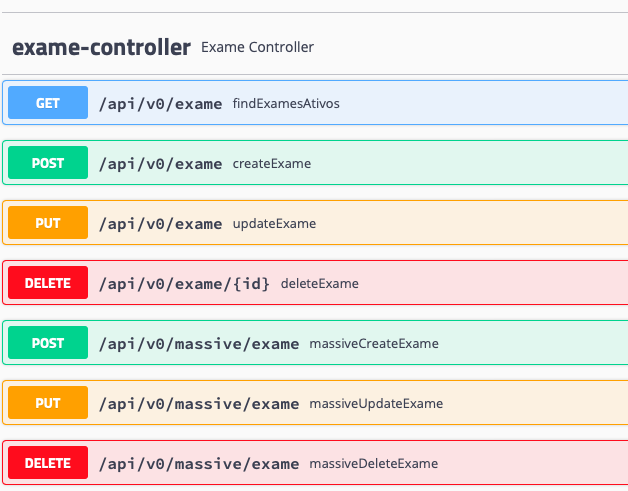 exame-controller Exame Controller
GET /api/v0/exame findExamesAtivos
POST /api/v0/exame createExame
PUT /api/v0/exame updateExame
DELETE /api/v0/exame/{id} deleteExame
POST /api/v0/massive/exame massiveCreateExame
PUT /api/v0/massive/exame massiveUpdateExame
DELETE /api/v0/massive/exame massiveDeleteExame